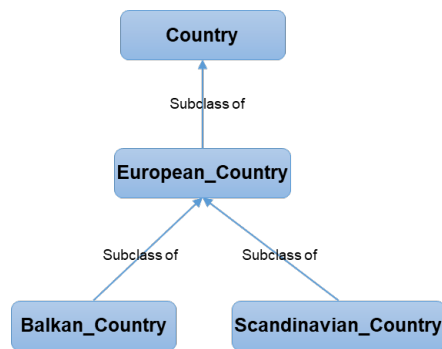 Country
Subclass of
European_Country
Subclass of
Subclass of
Balkan_Country
Scandinavian_Country